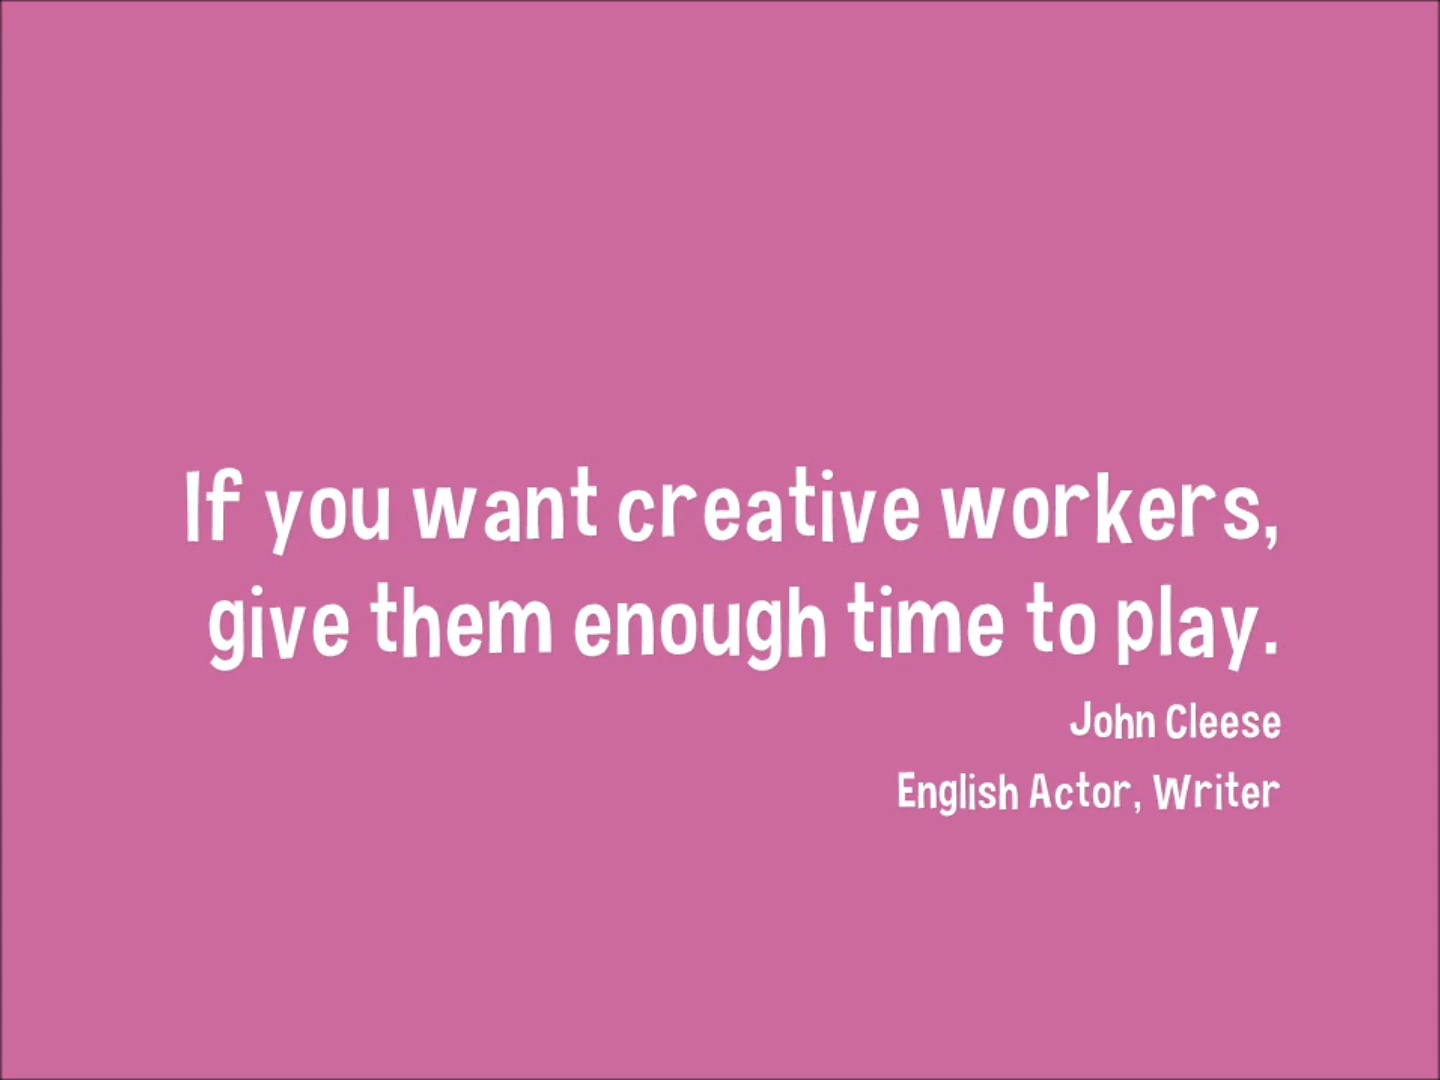 If you want creative workers,
give them enough time to play.
John Cleese
English Actor, Writer